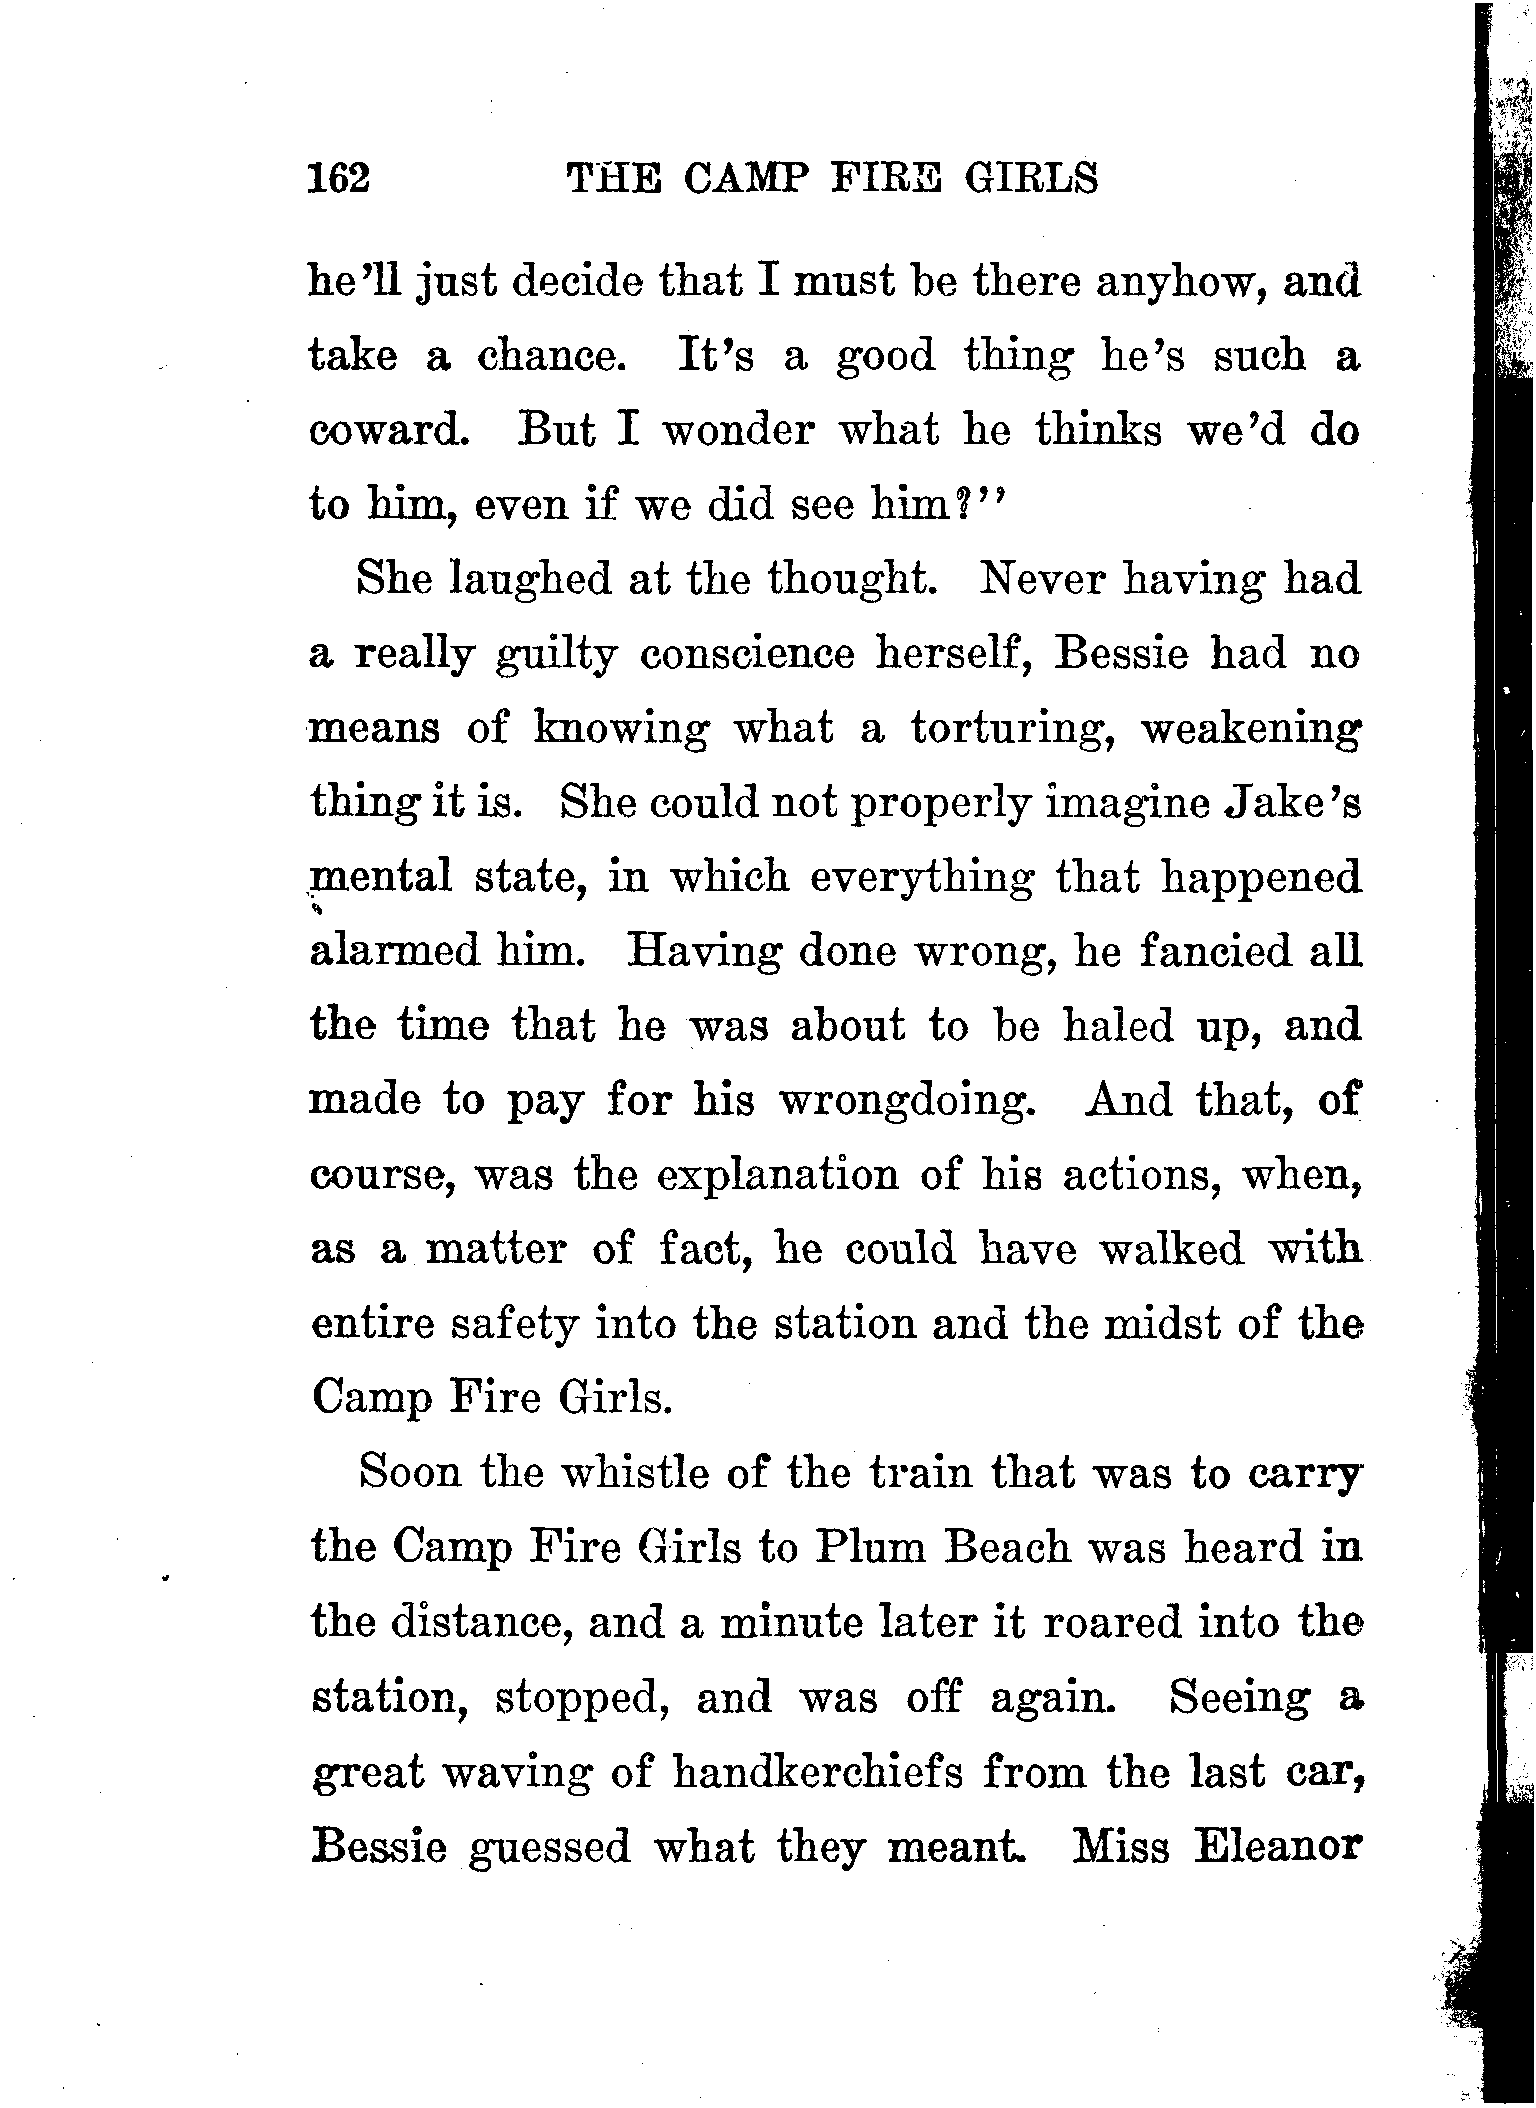 162 THE CAMP FIRE GIRLS
he'll just decide that I must be there anyhow, and
take a chance. It's a good thing he's such a
coward. But I wonder what he thinks we'd do
to him, even if we did see him?''
She laughed at the thought. Never having had
a really guilty conscience herself, Bessie had no
means of knowing what a torturing, weakening
thing it is. She could not properly imagine Jake's
mental state, in which everything that happened
alarmed him. Having done wrong, he fancied all
the time that he was about to be haled up, and
made to pay for his wrongdoing. And that, of
course, was the explanation of his actions, when,
as a matter of fact, he could have walked with
entire safety into the station and the midst of the
Camp Fire Girls.
Soon the whistle of the train that was to carry
the Camp Fire Girls to Plum Beach was heard in
the distance, and a minute later it roared into the
station, stopped, and was off again. Seeing a
great waving of handkerchiefs from the last car,
Bessie guessed what they meant. Miss Eleanor